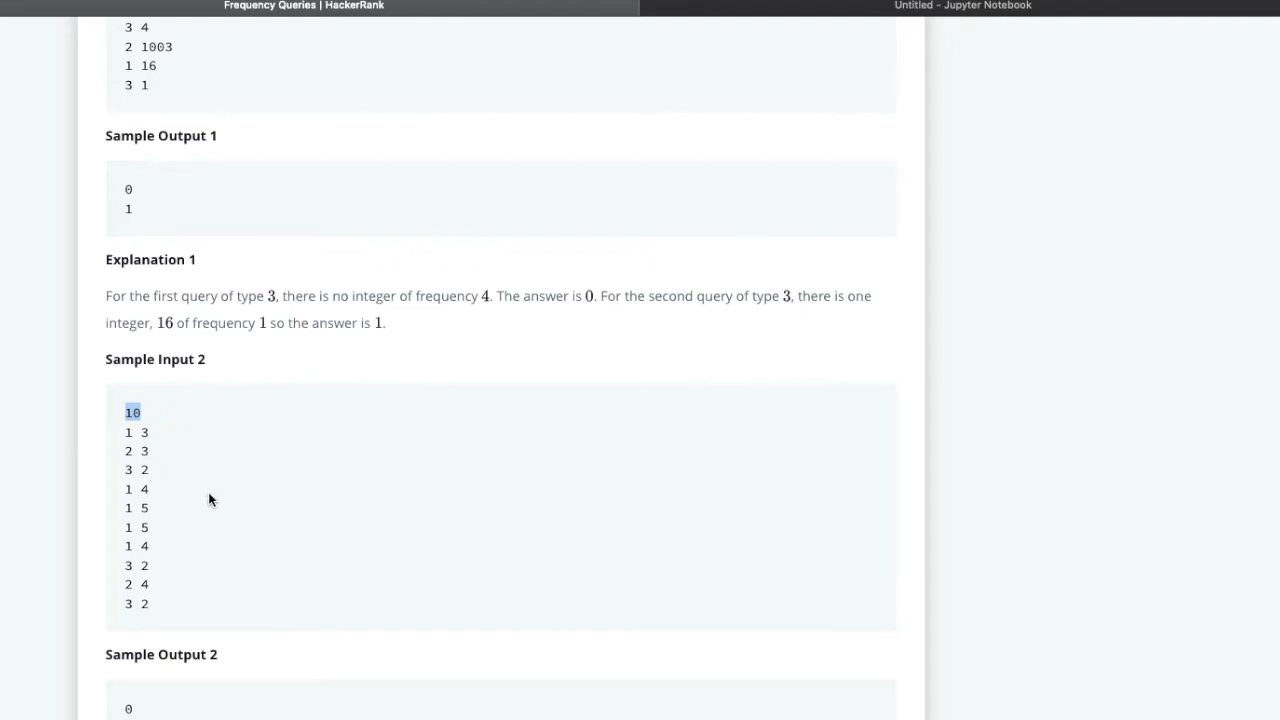 Frequency Queries | HackerRank
Untitled - Jupyter Notebook
3 4
2 1003
1 16
3 1
Sample Output 1
0
1
Explanation 1
For the first query of type 3, there is no integer of frequency 4. The answer is 0. For the second query of type 3, there is one
integer, 16 of frequency 1 so the answer is 1.
Sample Input 2
10
1 3
2 3
3 2
1 4
1 5
1 5
1 4
3 2
2 4
3 2
Sample Output 2
0